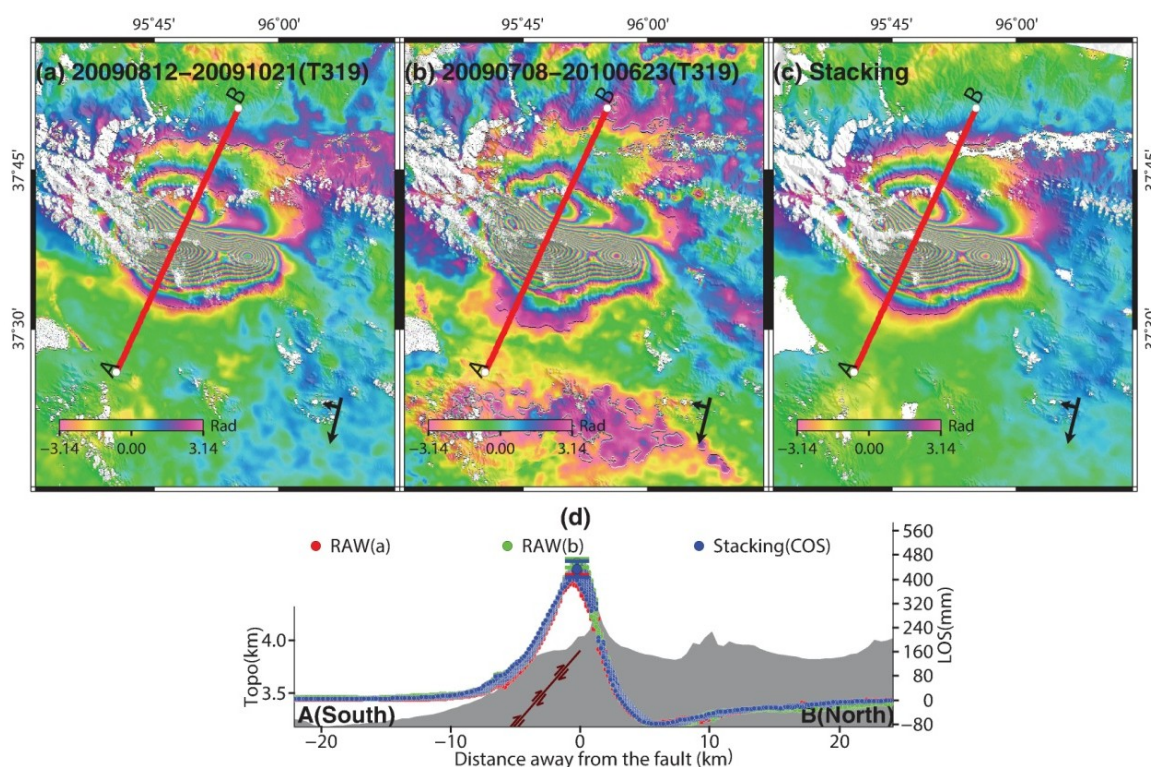 95°45' 96°00' 95°45' 96°00' 95°45' 96°00'
(a) 20090812–20091021(T319) (b) 20090708–20100623(T319) (c) Stacking
B B B
37°45' 37°45'
37°30' 37°30'
A A A
Rad Rad Rad
−3.14 0.00 3.14 −3.14 0.00 3.14 −3.14 0.00 3.14
(d)
RAW(a) RAW(b) Stacking(COS)
560
480
400
320
240
160
80
0
−80
LOS(mm)
4.0
3.5
Topo(km)
A(South) B(North)
−20 −10 0 10 20
Distance away from the fault (km)